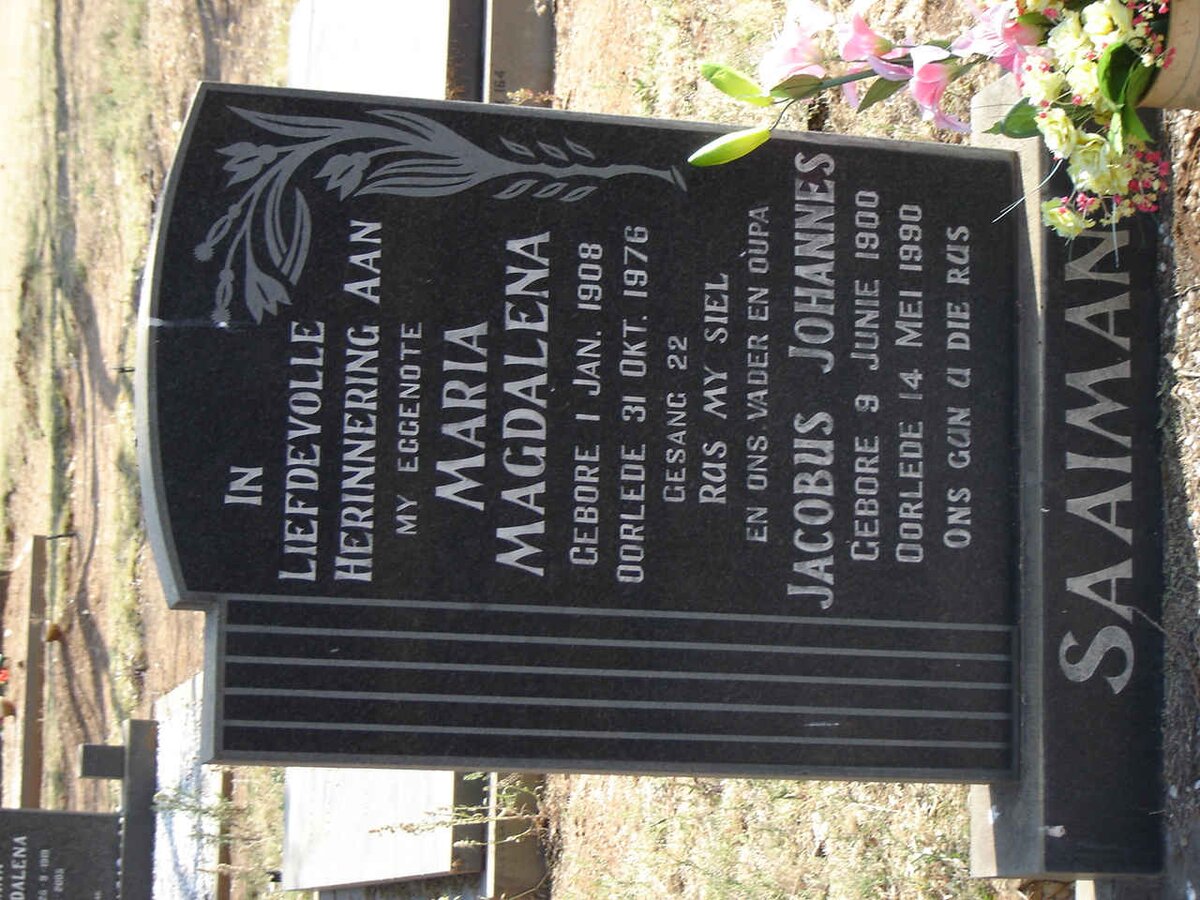 IN
LIEFDEVOLLE
HERINNERING AAN
MY EGGENOTE
MARIA
MAGDALENA
GEBORE 1 JAN. 1908
OORLEDE 31 OKT. 1976
GESANG 22
RUS MY SIEL
EN ONS VADER EN OUPA
JACOBUS JOHANNES
GEBORE 9 JUNIE 1900
OORLEDE 14 MEI 1990
ONS GUN U DIE RUS
SAAIMAN
164
DALENA